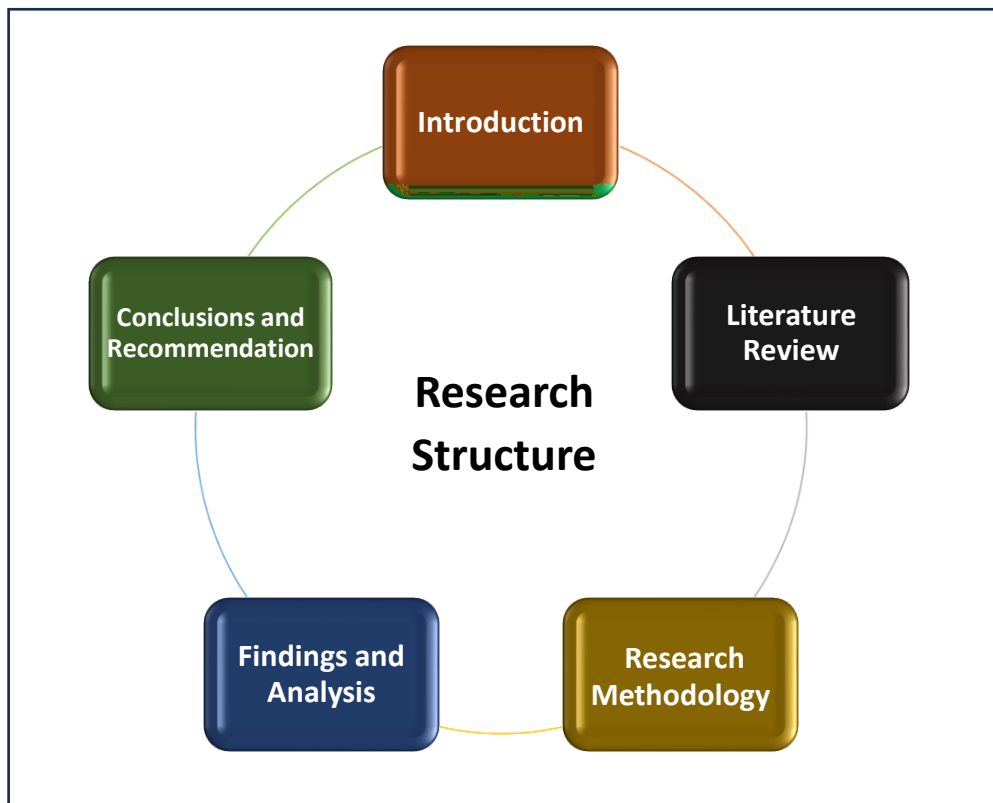 Introduction
Literature
Review
Research
Methodology
Findings and
Analysis
Conclusions and
Recommendation
Research
Structure